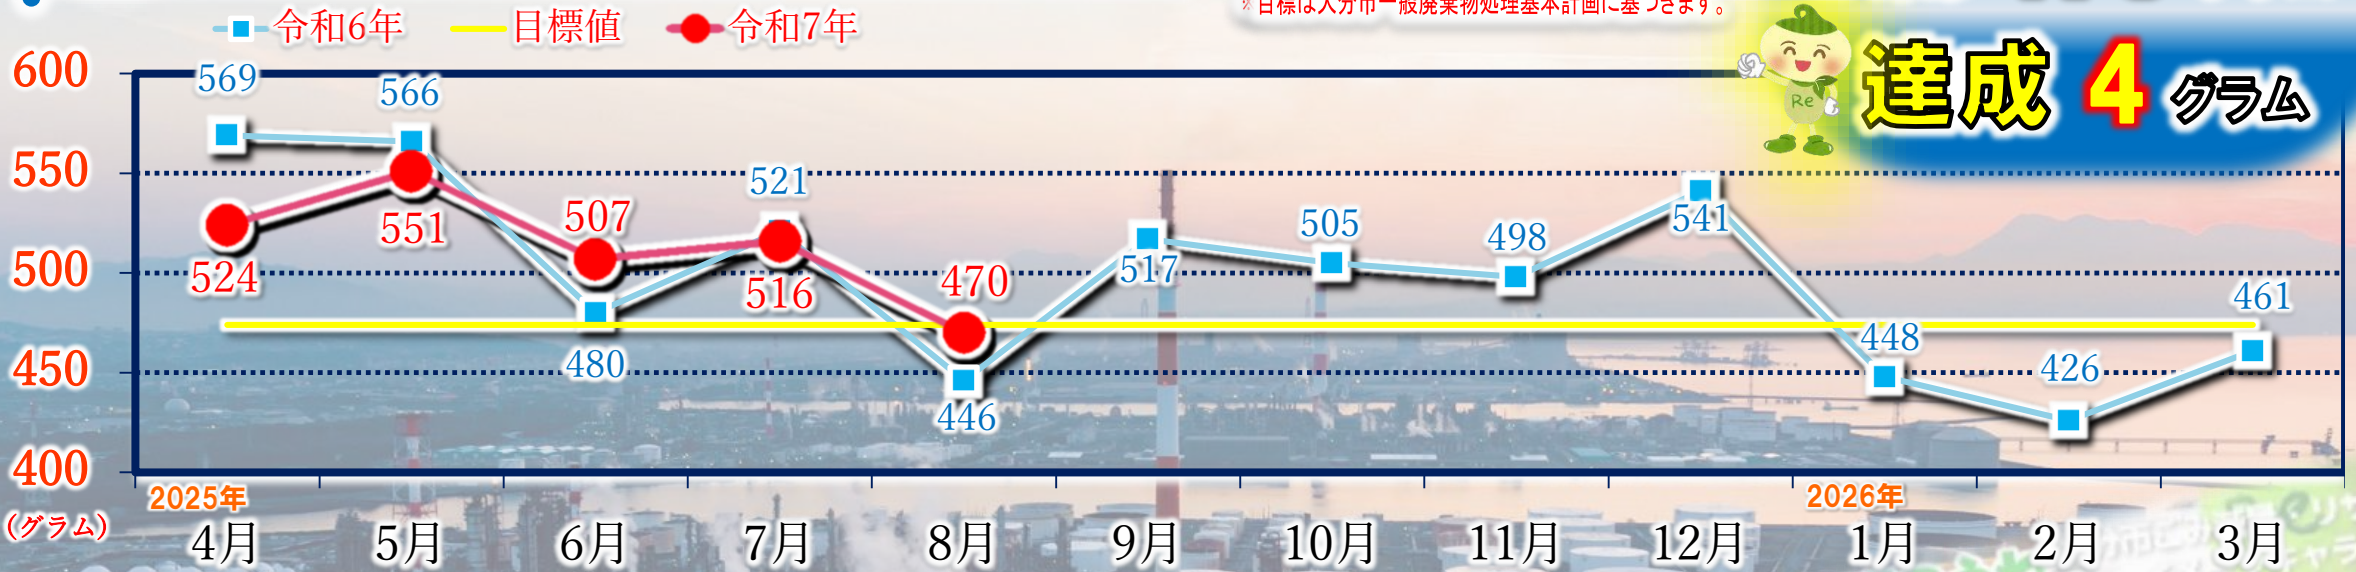 令和6年 目標値 令和7年
※目標は大分市一般廃棄物処理基本計画に基づきます。
達成 4 グラム
Re
600
550
500
450
400
(グラム)
569 566 480 521 446 517 505 498 541 448 426 461
524 551 507 516 470
2025年 2026年
4月 5月 6月 7月 8月 9月 10月 11月 12月 1月 2月 3月